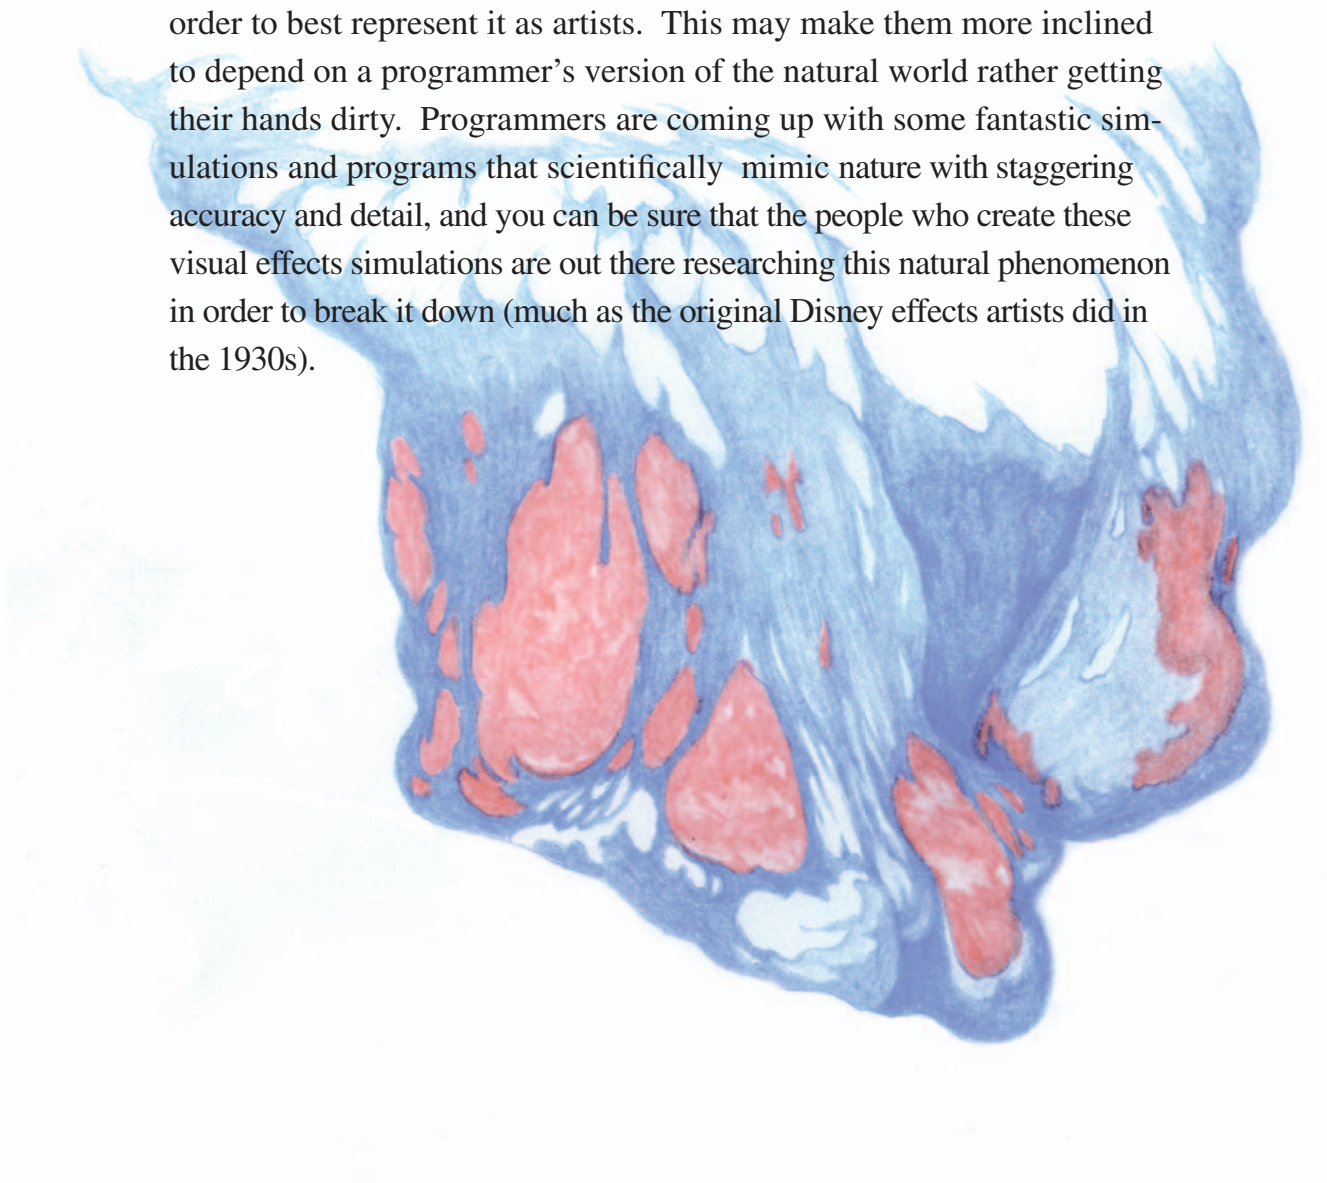 order to best represent it as artists.  This may make them more inclined
to depend on a programmer’s version of the natural world rather getting
their hands dirty.  Programmers are coming up with some fantastic sim-
ulations and programs that scientifically  mimic nature with staggering
accuracy and detail, and you can be sure that the people who create these
visual effects simulations are out there researching this natural phenomenon
in order to break it down (much as the original Disney effects artists did in
the 1930s).